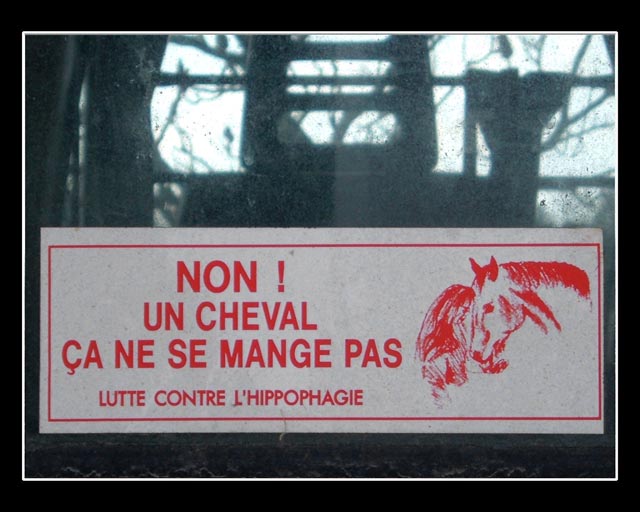 NON !
UN CHEVAL
ÇA NE SE MANGE PAS
LUTTE CONTRE L'HIPPOPHAGIE